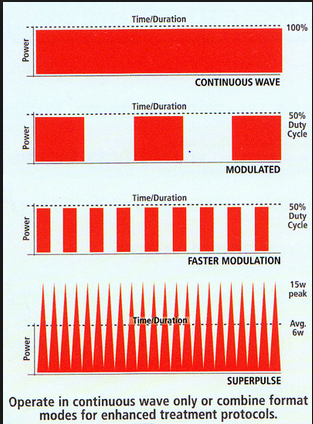 Time/Duration
100%
Power
CONTINUOUS WAVE
Time/Duration
50%
Duty
Cycle
Power
MODULATED
Time/Duration
50%
Duty
Cycle
Power
FASTER MODULATION
15w
peak
Time/Duration
Avg.
6w
Power
SUPERPULSE
Operate in continuous wave only or combine format
modes for enhanced treatment protocols.